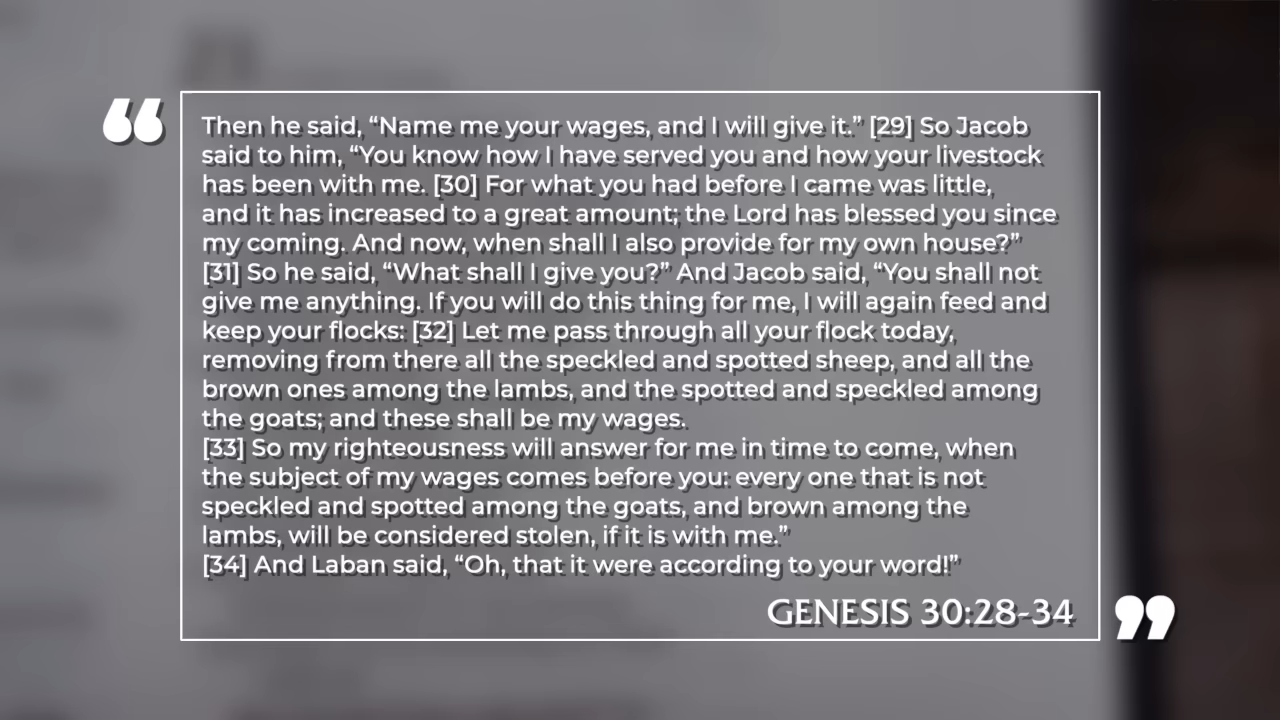 “
Then he said, “Name me your wages, and I will give it.” [29] So Jacob
said to him, “You know how I have served you and how your livestock
has been with me. [30] For what you had before I came was little,
and it has increased to a great amount; the Lord has blessed you since
my coming. And now, when shall I also provide for my own house?”
[31] So he said, “What shall I give you?” And Jacob said, “You shall not
give me anything. If you will do this thing for me, I will again feed and
keep your flocks: [32] Let me pass through all your flock today,
removing from there all the speckled and spotted sheep, and all the
brown ones among the lambs, and the spotted and speckled among
the goats; and these shall be my wages.
[33] So my righteousness will answer for me in time to come, when
the subject of my wages comes before you: every one that is not
speckled and spotted among the goats, and brown among the
lambs, will be considered stolen, if it is with me.”
[34] And Laban said, “Oh, that it were according to your word!”
GENESIS 30:28-34
”